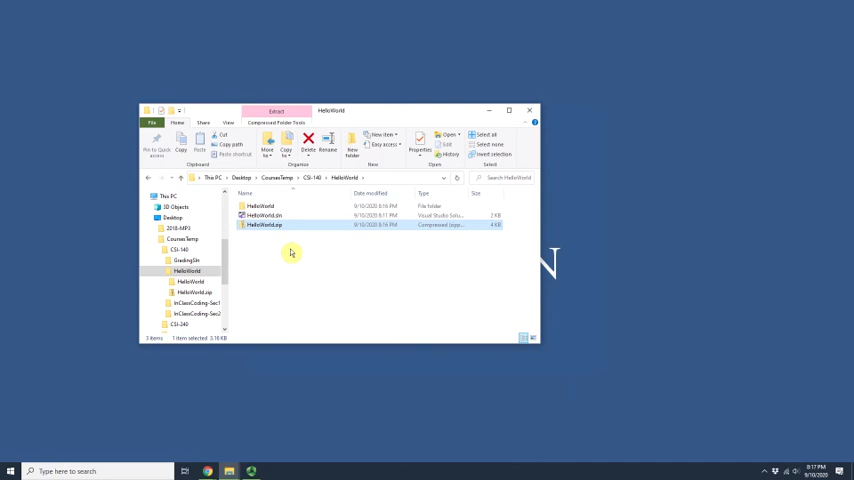 Extract
HelloWorld
File
Home
Share
View
Compressed Folder Tools
Pin to Quick access
Copy
Paste
Cut
Copy path
Paste shortcut
Clipboard
Move to
Copy to
Delete
Rename
Organize
New folder
New item
Easy access
New
Properties
Open
Edit
History
Open
Select all
Select none
Invert selection
Select
This PC
Desktop
CoursesTemp
CSI-140
HelloWorld
Search HelloWorld
Name
Date modified
Type
Size
HelloWorld
9/10/2020 8:16 PM
File folder
HelloWorld.sln
9/10/2020 8:11 PM
Visual Studio Solu...
2 KB
HelloWorld.zip
9/10/2020 8:16 PM
Compressed (zipp...
4 KB
This PC
3D Objects
Desktop
2018-MP3
CoursesTemp
CSI-140
GradingSln
HelloWorld
HelloWorld
HelloWorld.zip
InClassCoding-Sec1
InClassCoding-Sec2
CSI-240
3 items
1 item selected 3.16 KB
N
Type here to search
8:17 PM
9/10/2020